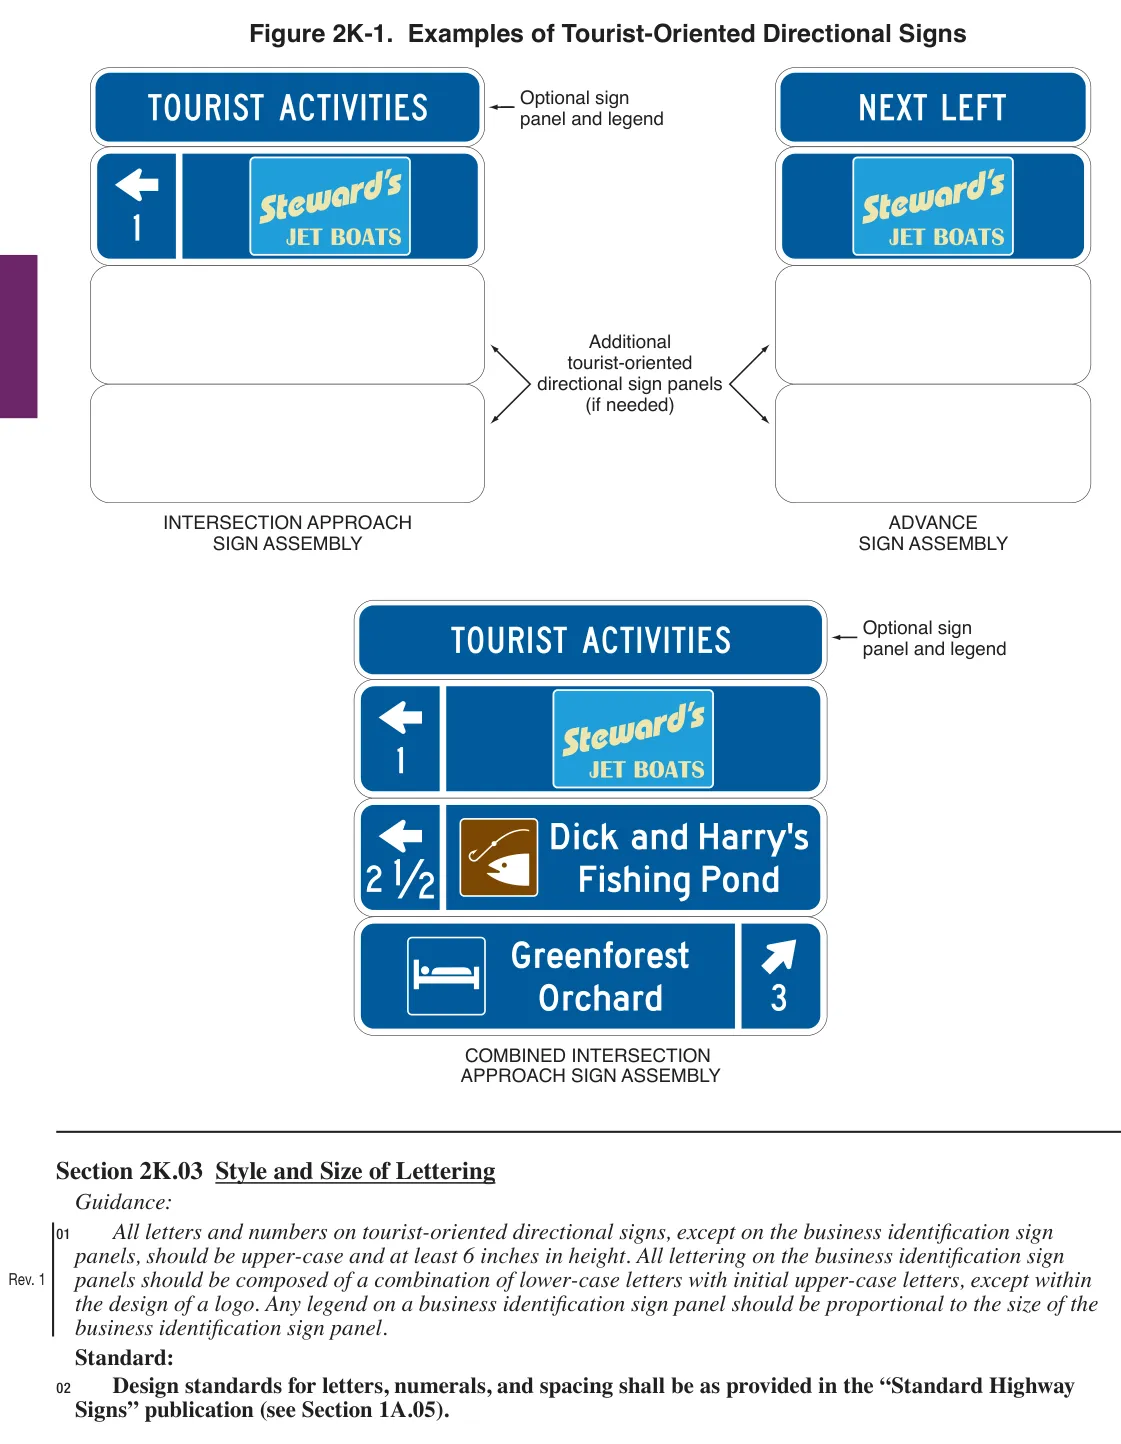 Figure 2K-1.  Examples of Tourist-Oriented Directional Signs
TOURIST ACTIVITIES
Optional sign
panel and legend
1
Steward's
JET BOATS
NEXT LEFT
Steward's
JET BOATS
Additional
tourist-oriented
directional sign panels
(if needed)
INTERSECTION APPROACH
SIGN ASSEMBLY
ADVANCE
SIGN ASSEMBLY
TOURIST ACTIVITIES
Optional sign
panel and legend
1
Steward's
JET BOATS
2 1/2
Dick and Harry's
Fishing Pond
Greenforest
Orchard
3
COMBINED INTERSECTION
APPROACH SIGN ASSEMBLY
Section 2K.03  Style and Size of Lettering
Guidance:
01 All letters and numbers on tourist-oriented directional signs, except on the business identification sign
panels, should be upper-case and at least 6 inches in height. All lettering on the business identification sign
Rev. 1 panels should be composed of a combination of lower-case letters with initial upper-case letters, except within
the design of a logo. Any legend on a business identification sign panel should be proportional to the size of the
business identification sign panel.
Standard:
02 Design standards for letters, numerals, and spacing shall be as provided in the “Standard Highway
Signs” publication (see Section 1A.05).